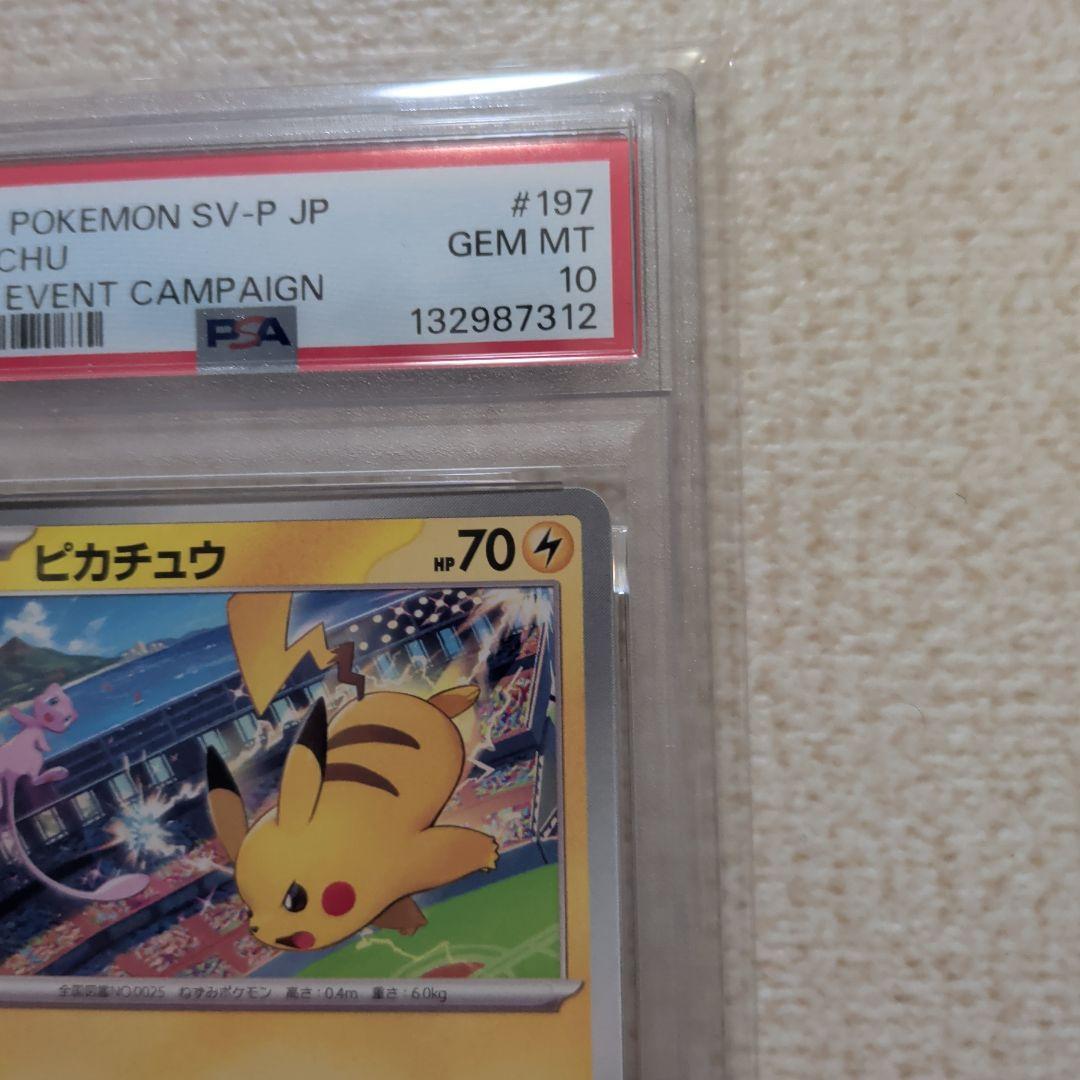 POKEMON SV-P JP #197
CHU GEM MT
EVENT CAMPAIGN 10
PSA 132987312
ピカチュウ HP70
全国図鑑NO.0025 ねずみポケモン 高さ:0.4m 重さ:6.0kg